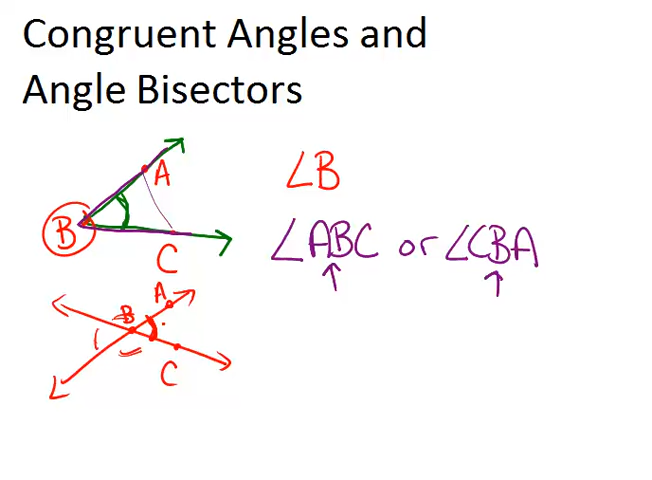 Congruent Angles and
Angle Bisectors
A
∠B
B
∠ABC or ∠CBA
C
A
B
C